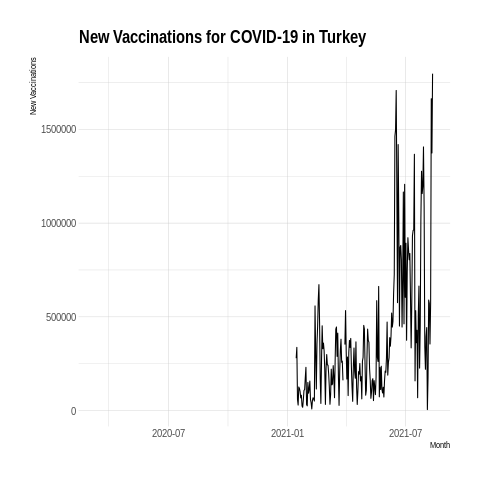 New Vaccinations for COVID-19 in Turkey
New Vaccinations
1500000
1000000
500000
0
2020-07 2021-01 2021-07
Month